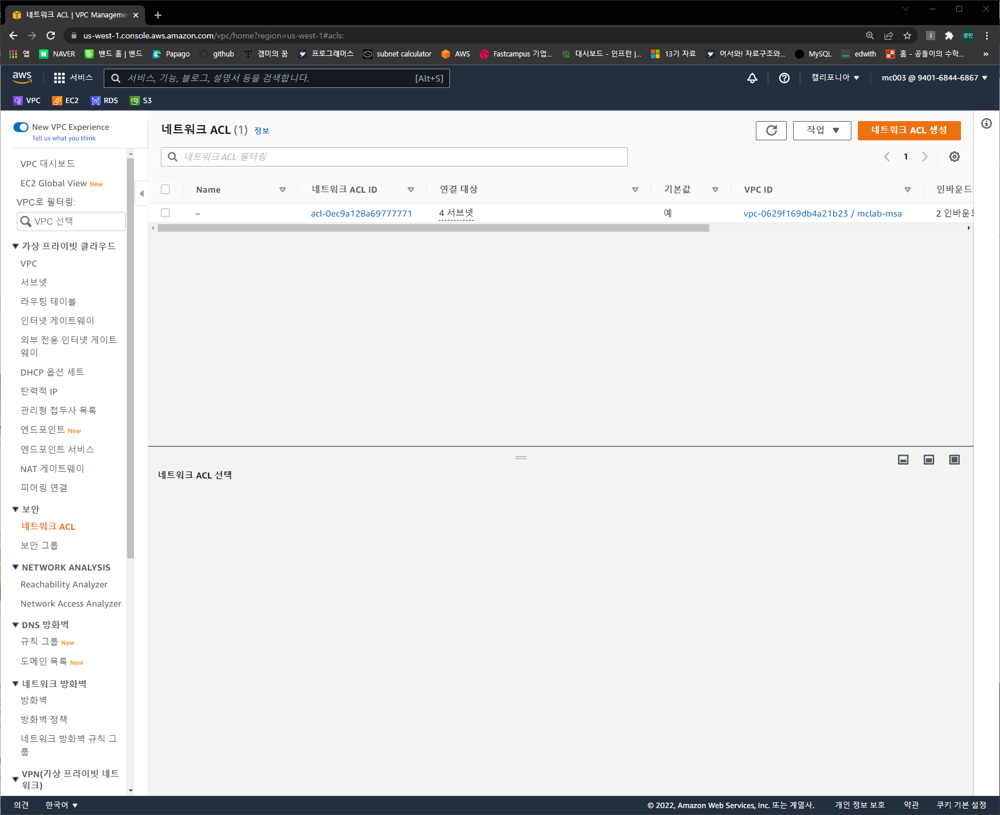 네트워크 ACL | VPC Manageme
us-west-1.console.aws.amazon.com/vpc/home?region=us-west-1#acls:
경민
앱 NAVER 밴드 홈 | 밴드 Papago github 캠미의 꿈 프로그래머스 subnet calculator AWS Fastcampus 기업... 대시보드 - 인프런 |... 13기 자료 어서와! 자료구조와... MySQL edwith 홈 - 공돌이의 수학... »
aws 서비스 서비스, 기능, 블로그, 설명서 등을 검색합니다. [Alt+S] 캘리포니아 mc003 @ 9401-6844-6867
VPC EC2 RDS S3
New VPC Experience
Tell us what you think
VPC 대시보드
EC2 Global View New
VPC로 필터링:
VPC 선택
가상 프라이빗 클라우드
VPC
서브넷
라우팅 테이블
인터넷 게이트웨이
외부 전용 인터넷 게이트
웨이
DHCP 옵션 세트
탄력적 IP
관리형 접두사 목록
엔드포인트 New
엔드포인트 서비스
NAT 게이트웨이
피어링 연결
보안
네트워크 ACL
보안 그룹
NETWORK ANALYSIS
Reachability Analyzer
Network Access Analyzer
DNS 방화벽
규칙 그룹 New
도메인 목록 New
네트워크 방화벽
방화벽
방화벽 정책
네트워크 방화벽 규칙 그
룹
VPN(가상 프라이빗 네트
워크)
네트워크 ACL (1) 정보
작업
네트워크 ACL 생성
네트워크 ACL 필터링
1
Name 네트워크 ACL ID 연결 대상 기본값 VPC ID 인바운드
– acl-0ec9a128a69777771 4 서브넷 예 vpc-0629f169db4a21b23 / mclab-msa 2 인바운드
네트워크 ACL 선택
의견 한국어 © 2022, Amazon Web Services, Inc. 또는 계열사. 개인 정보 보호 약관 쿠키 기본 설정